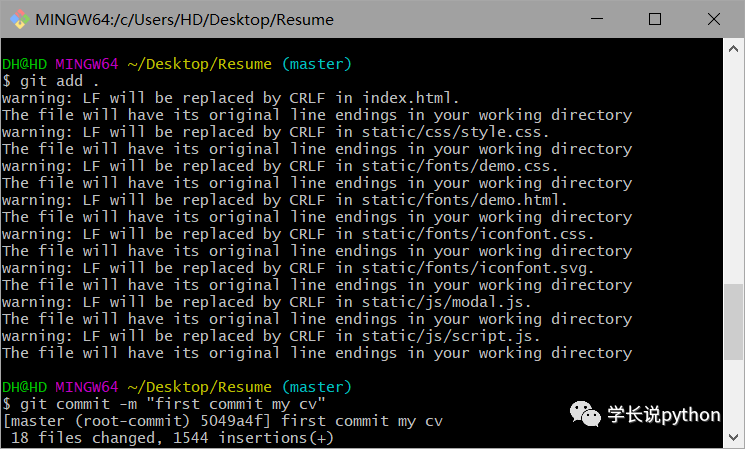 MINGW64:/c/Users/HD/Desktop/Resume
DH@HD MINGW64 ~/Desktop/Resume (master)
$ git add .
warning: LF will be replaced by CRLF in index.html.
The file will have its original line endings in your working directory
warning: LF will be replaced by CRLF in static/css/style.css.
The file will have its original line endings in your working directory
warning: LF will be replaced by CRLF in static/fonts/demo.css.
The file will have its original line endings in your working directory
warning: LF will be replaced by CRLF in static/fonts/demo.html.
The file will have its original line endings in your working directory
warning: LF will be replaced by CRLF in static/fonts/iconfont.css.
The file will have its original line endings in your working directory
warning: LF will be replaced by CRLF in static/fonts/iconfont.svg.
The file will have its original line endings in your working directory
warning: LF will be replaced by CRLF in static/js/modal.js.
The file will have its original line endings in your working directory
warning: LF will be replaced by CRLF in static/js/script.js.
The file will have its original line endings in your working directory
DH@HD MINGW64 ~/Desktop/Resume (master)
$ git commit -m "first commit my cv"
[master (root-commit) 5049a4f] first commit my cv
18 files changed, 1544 insertions(+)
学长说python